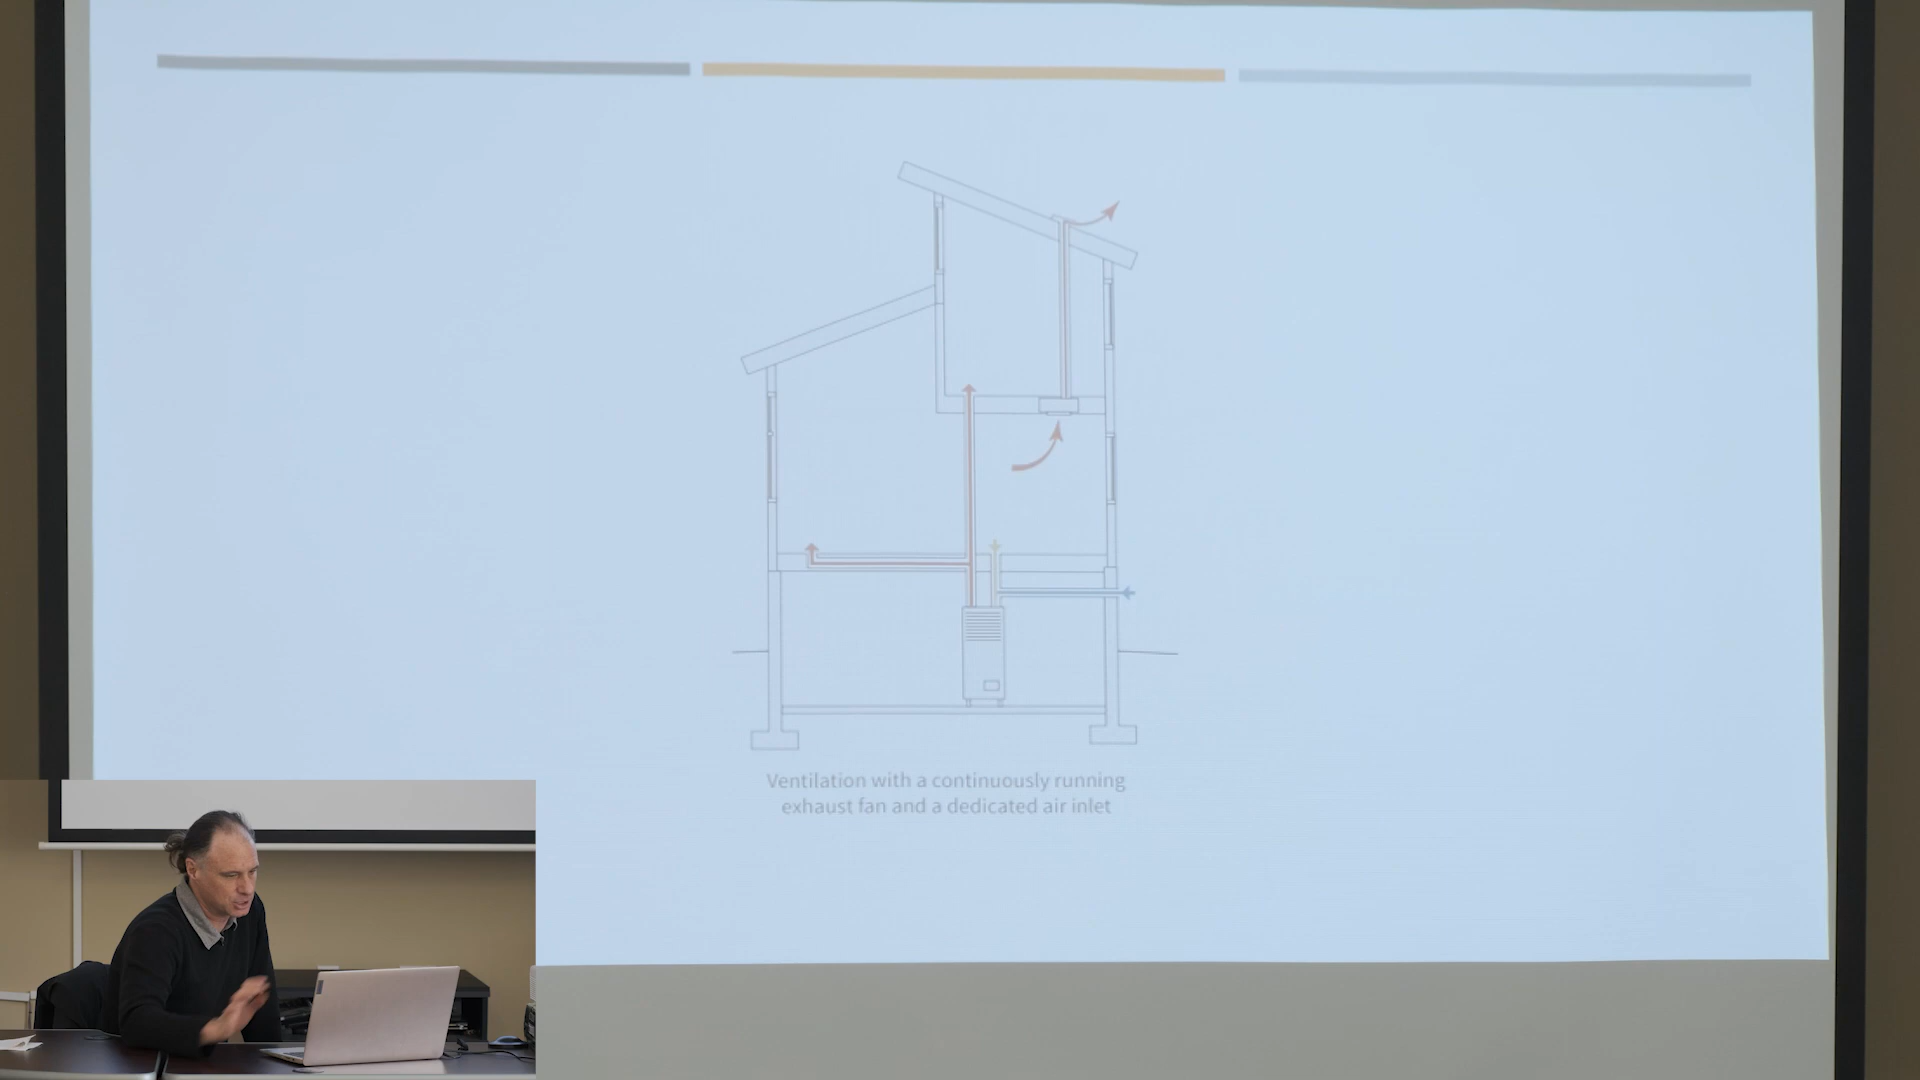 Ventilation with a continuously running
exhaust fan and a dedicated air inlet